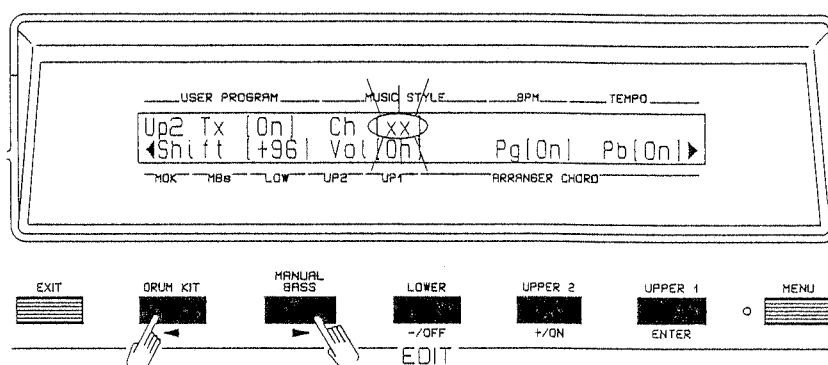 USER PROGRAM MUSIC STYLE BPM TEMPO
Up2 Tx [On] Ch [xx]
◀Shift [+96] Vol[On] Pg[On] Pb[On]▶
MDK MBs LOW UP2 UP1 ARRANGER CHORD
EXIT DRUM KIT MANUAL BASS LOWER UPPER 2 UPPER 1 MENU
◀ ▶ -/OFF +/ON ENTER
EDIT